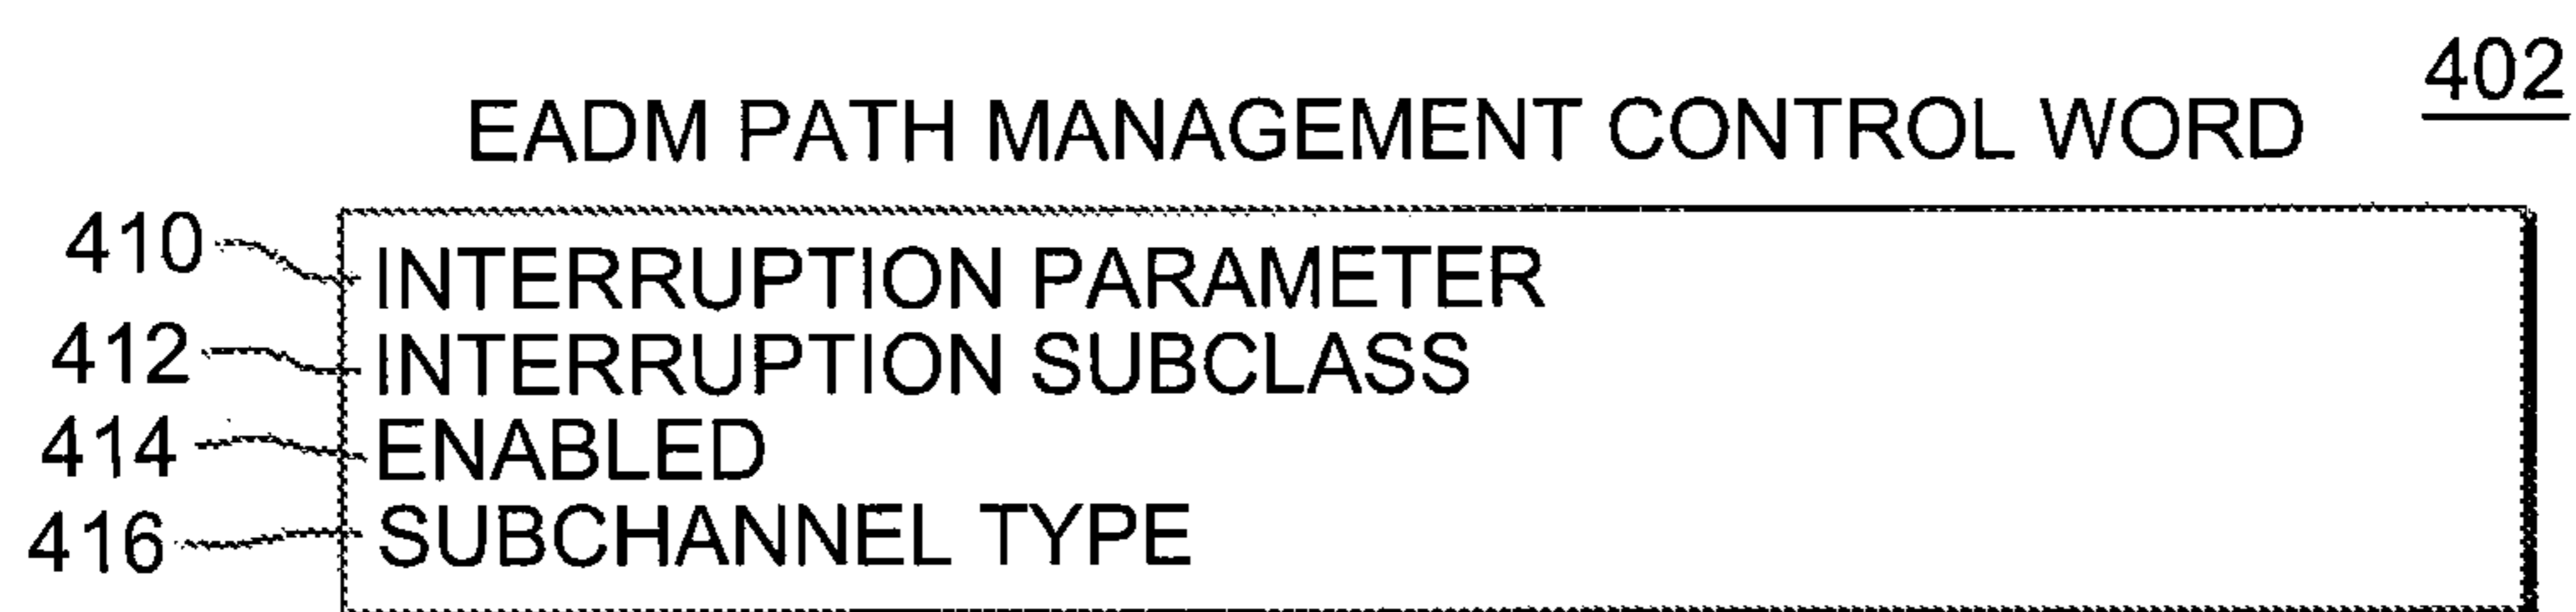 402
EADM PATH MANAGEMENT CONTROL WORD
410 INTERRUPTION PARAMETER
412 INTERRUPTION SUBCLASS
414 ENABLED
416 SUBCHANNEL TYPE